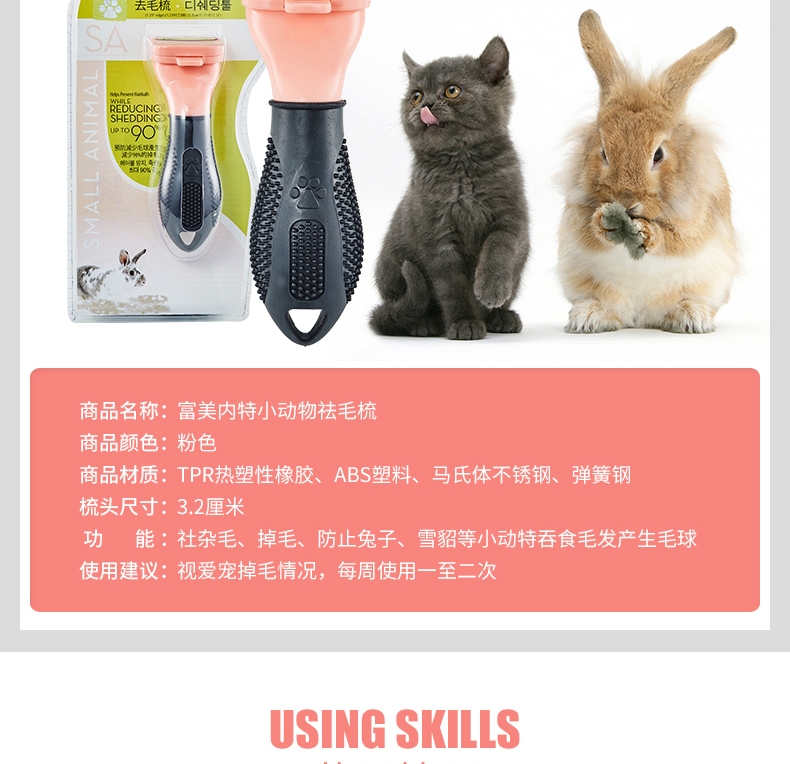 去毛梳 · 디쉐딩툴
SA
SMALL ANIMAL
Helps Prevent Hairballs
WHILE
REDUCING
SHEDDING
UP TO 90%
商品名称：富美内特小动物祛毛梳
商品颜色：粉色
商品材质：TPR热塑性橡胶、ABS塑料、马氏体不锈钢、弹簧钢
梳头尺寸：3.2厘米
功 能：社杂毛、掉毛、防止兔子、雪貂等小动特吞食毛发产生毛球
使用建议：视爱宠掉毛情况，每周使用一至二次
USING SKILLS